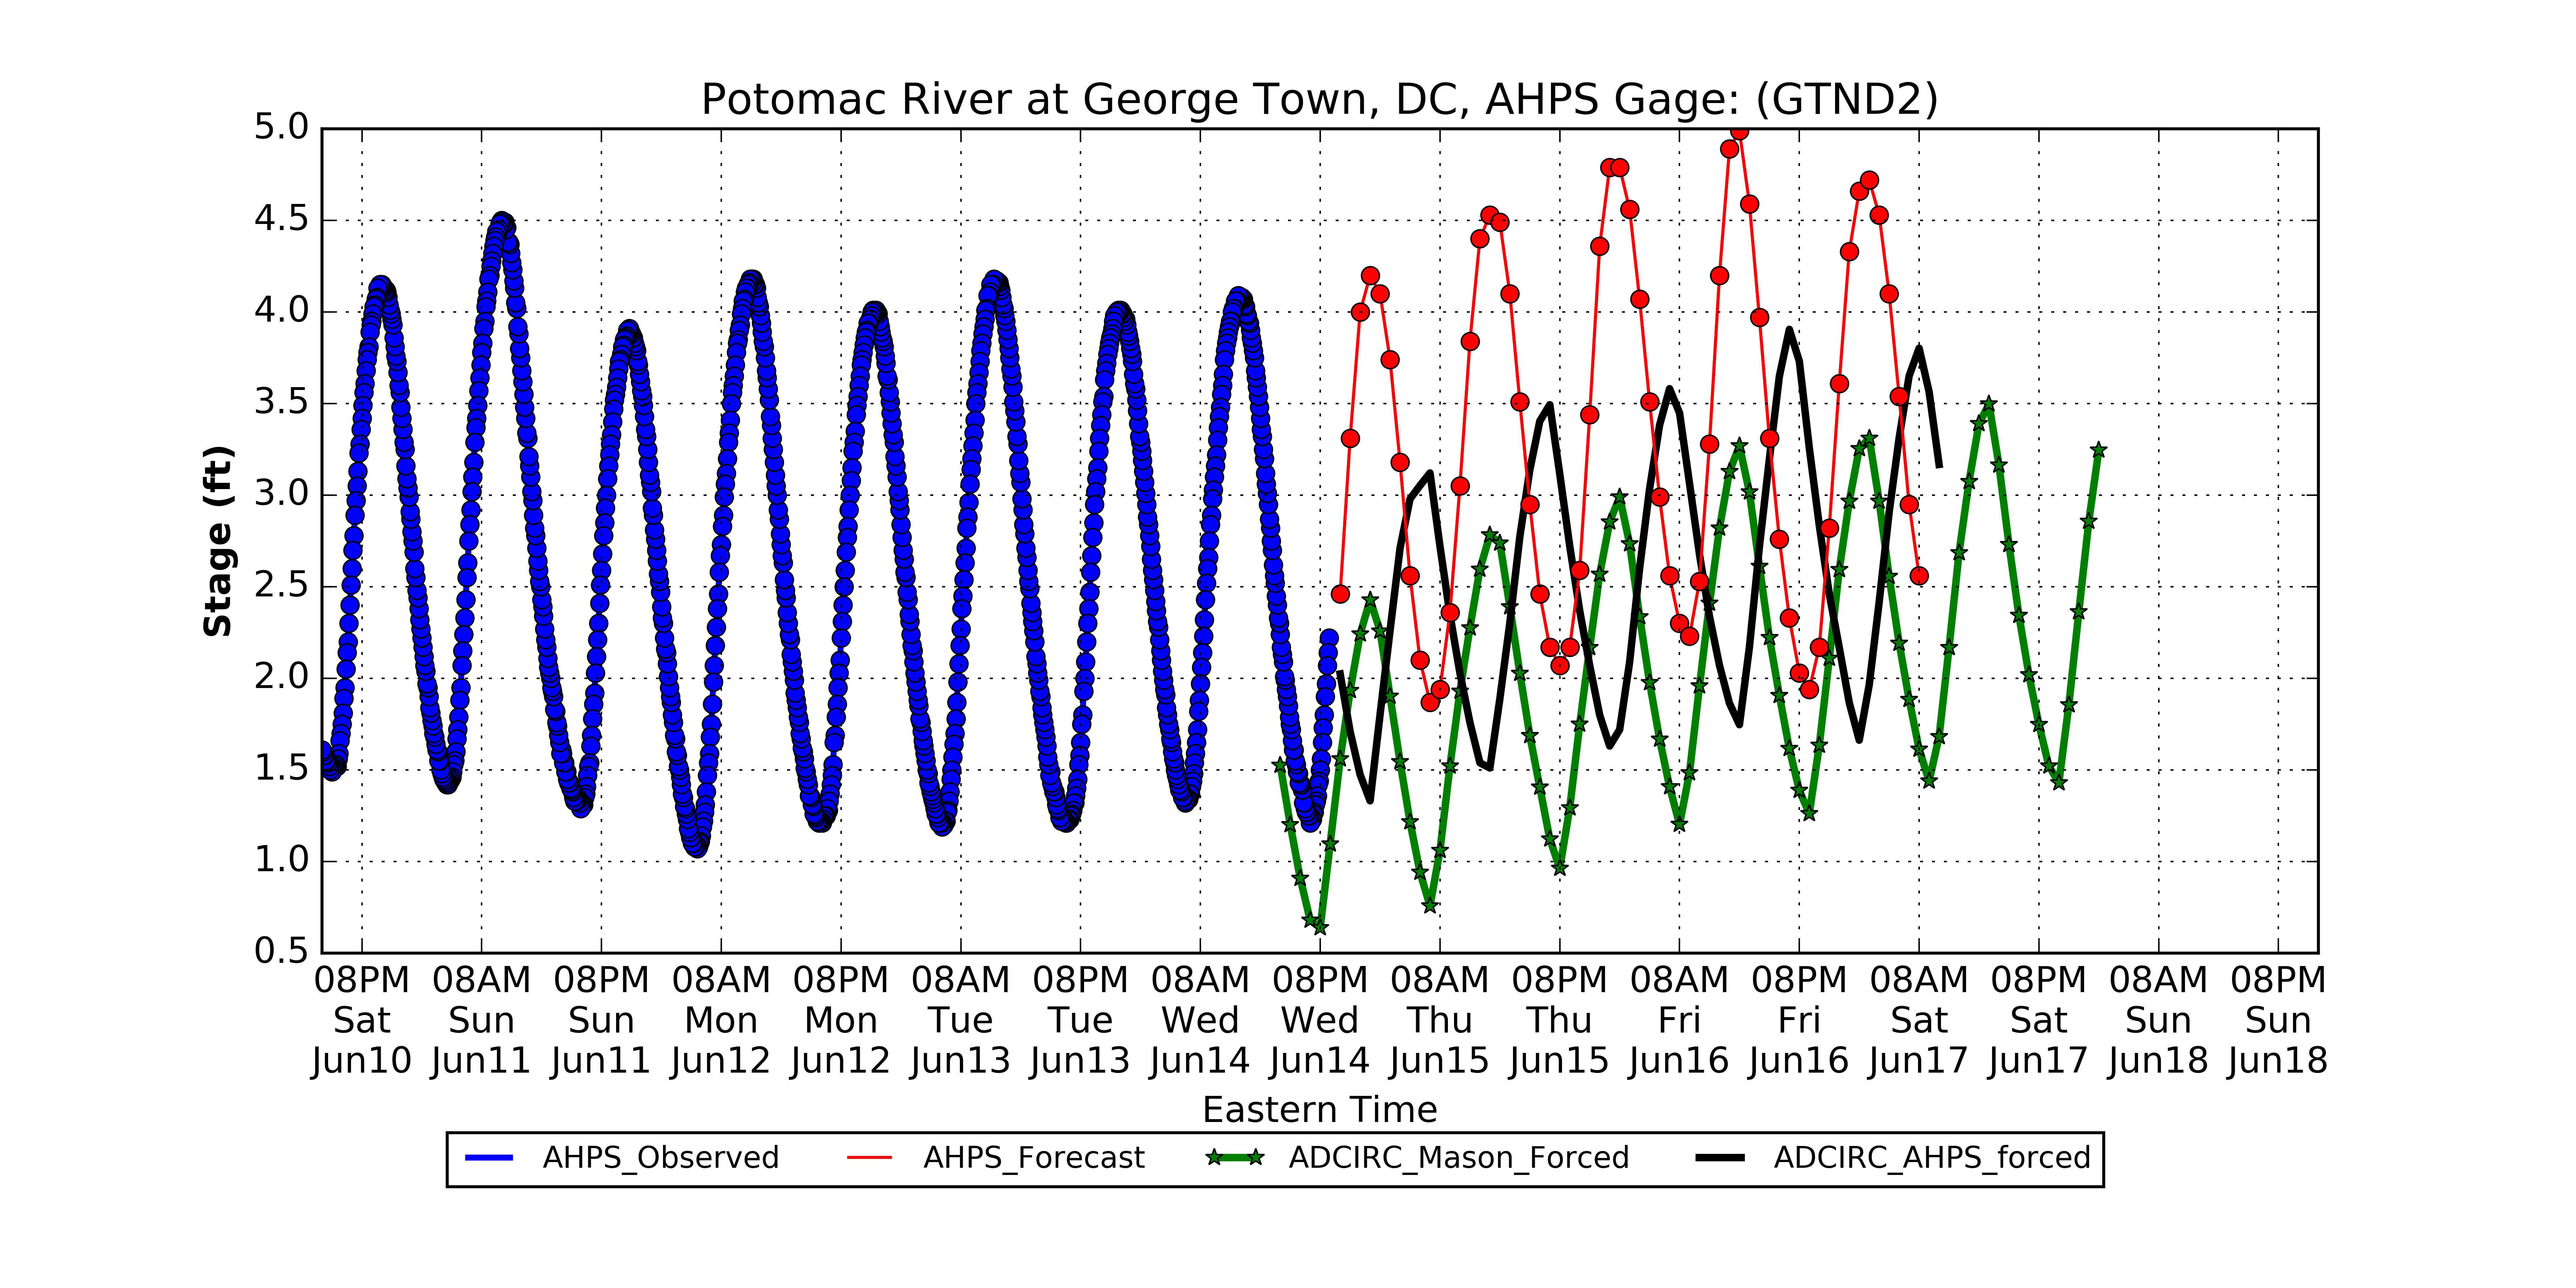 Potomac River at George Town, DC, AHPS Gage: (GTND2)
5.0
4.5
4.0
3.5
3.0
2.5
2.0
1.5
1.0
0.5
Stage (ft)
08PM 08AM 08PM 08AM 08PM 08AM 08PM 08AM 08PM 08AM 08PM 08AM 08PM 08AM 08PM 08AM 08PM
Sat Sun Sun Mon Mon Tue Tue Wed Wed Thu Thu Fri Fri Sat Sat Sun Sun
Jun10 Jun11 Jun11 Jun12 Jun12 Jun13 Jun13 Jun14 Jun14 Jun15 Jun15 Jun16 Jun16 Jun17 Jun17 Jun18 Jun18
Eastern Time
AHPS_Observed AHPS_Forecast ADCIRC_Mason_Forced ADCIRC_AHPS_forced